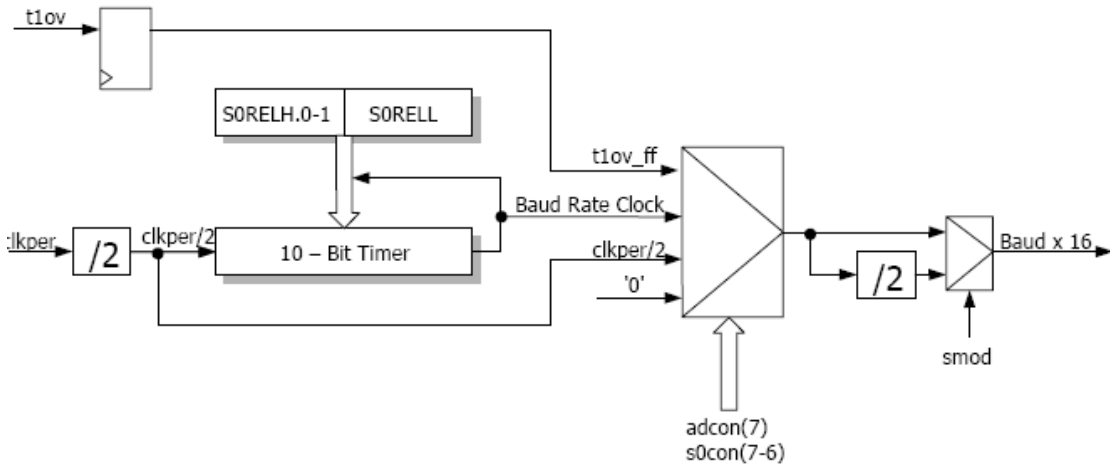 t1ov
S0RELH.0-1
S0RELL
t1ov_ff
Baud Rate Clock
clkper
/2
clkper/2
10 – Bit Timer
clkper/2
'0'
/2
Baud x 16
smod
adcon(7)
s0con(7-6)